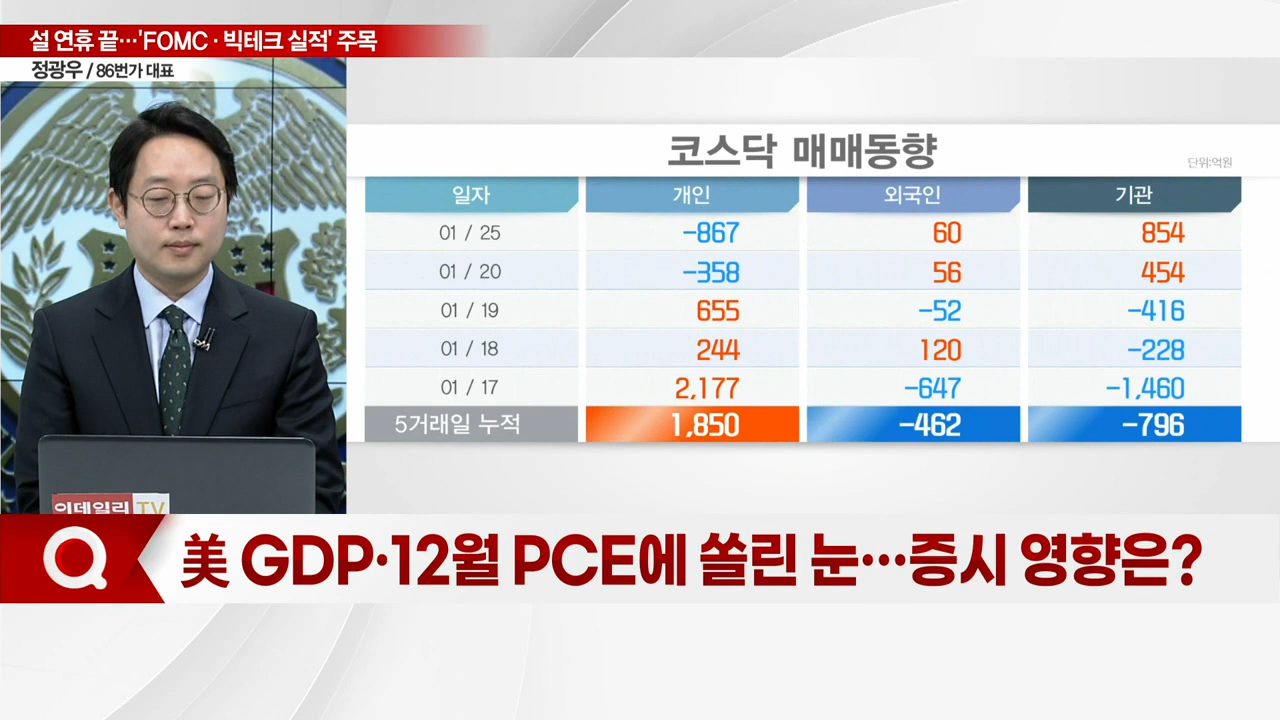 설 연휴 끝…'FOMC·빅테크 실적' 주목
정광우 / 86번가 대표
코스닥 매매동향
단위:억원
일자 개인 외국인 기관
01 / 25 -867 60 854
01 / 20 -358 56 454
01 / 19 655 -52 -416
01 / 18 244 120 -228
01 / 17 2,177 -647 -1,460
5거래일 누적 1,850 -462 -796
이데일리 TV
Q 美 GDP·12월 PCE에 쏠린 눈…증시 영향은?